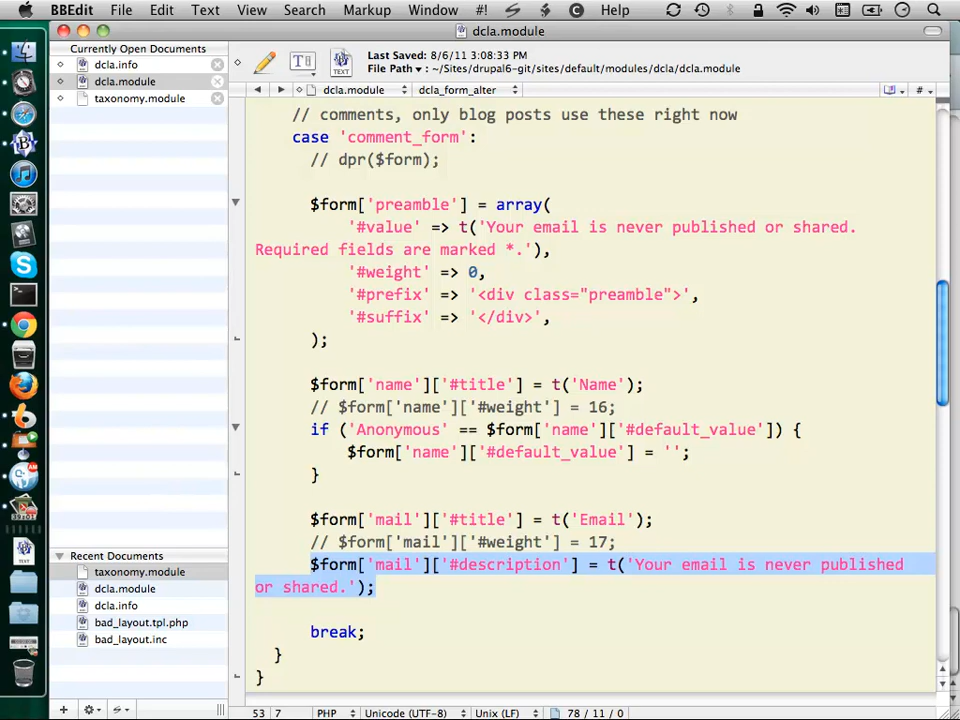 BBEdit File Edit Text View Search Markup Window #! Help
dcla.module
Currently Open Documents
dcla.info
dcla.module
taxonomy.module
Last Saved: 8/6/11 3:08:33 PM
File Path ▾ : ~/Sites/drupal6-git/sites/default/modules/dcla/dcla.module
TEXT
dcla.module dcla_form_alter
// comments, only blog posts use these right now
case 'comment_form':
// dpr($form);
$form['preamble'] = array(
'#value' => t('Your email is never published or shared.
Required fields are marked *.'),
'#weight' => 0,
'#prefix' => '<div class="preamble">',
'#suffix' => '</div>',
);
$form['name']['#title'] = t('Name');
// $form['name']['#weight'] = 16;
if ('Anonymous' == $form['name']['#default_value']) {
$form['name']['#default_value'] = '';
}
$form['mail']['#title'] = t('Email');
// $form['mail']['#weight'] = 17;
$form['mail']['#description'] = t('Your email is never published
or shared.');
break;
}
}
Recent Documents
taxonomy.module
dcla.module
dcla.info
bad_layout.tpl.php
bad_layout.inc
53 7 PHP Unicode (UTF-8) Unix (LF) 78 / 11 / 0